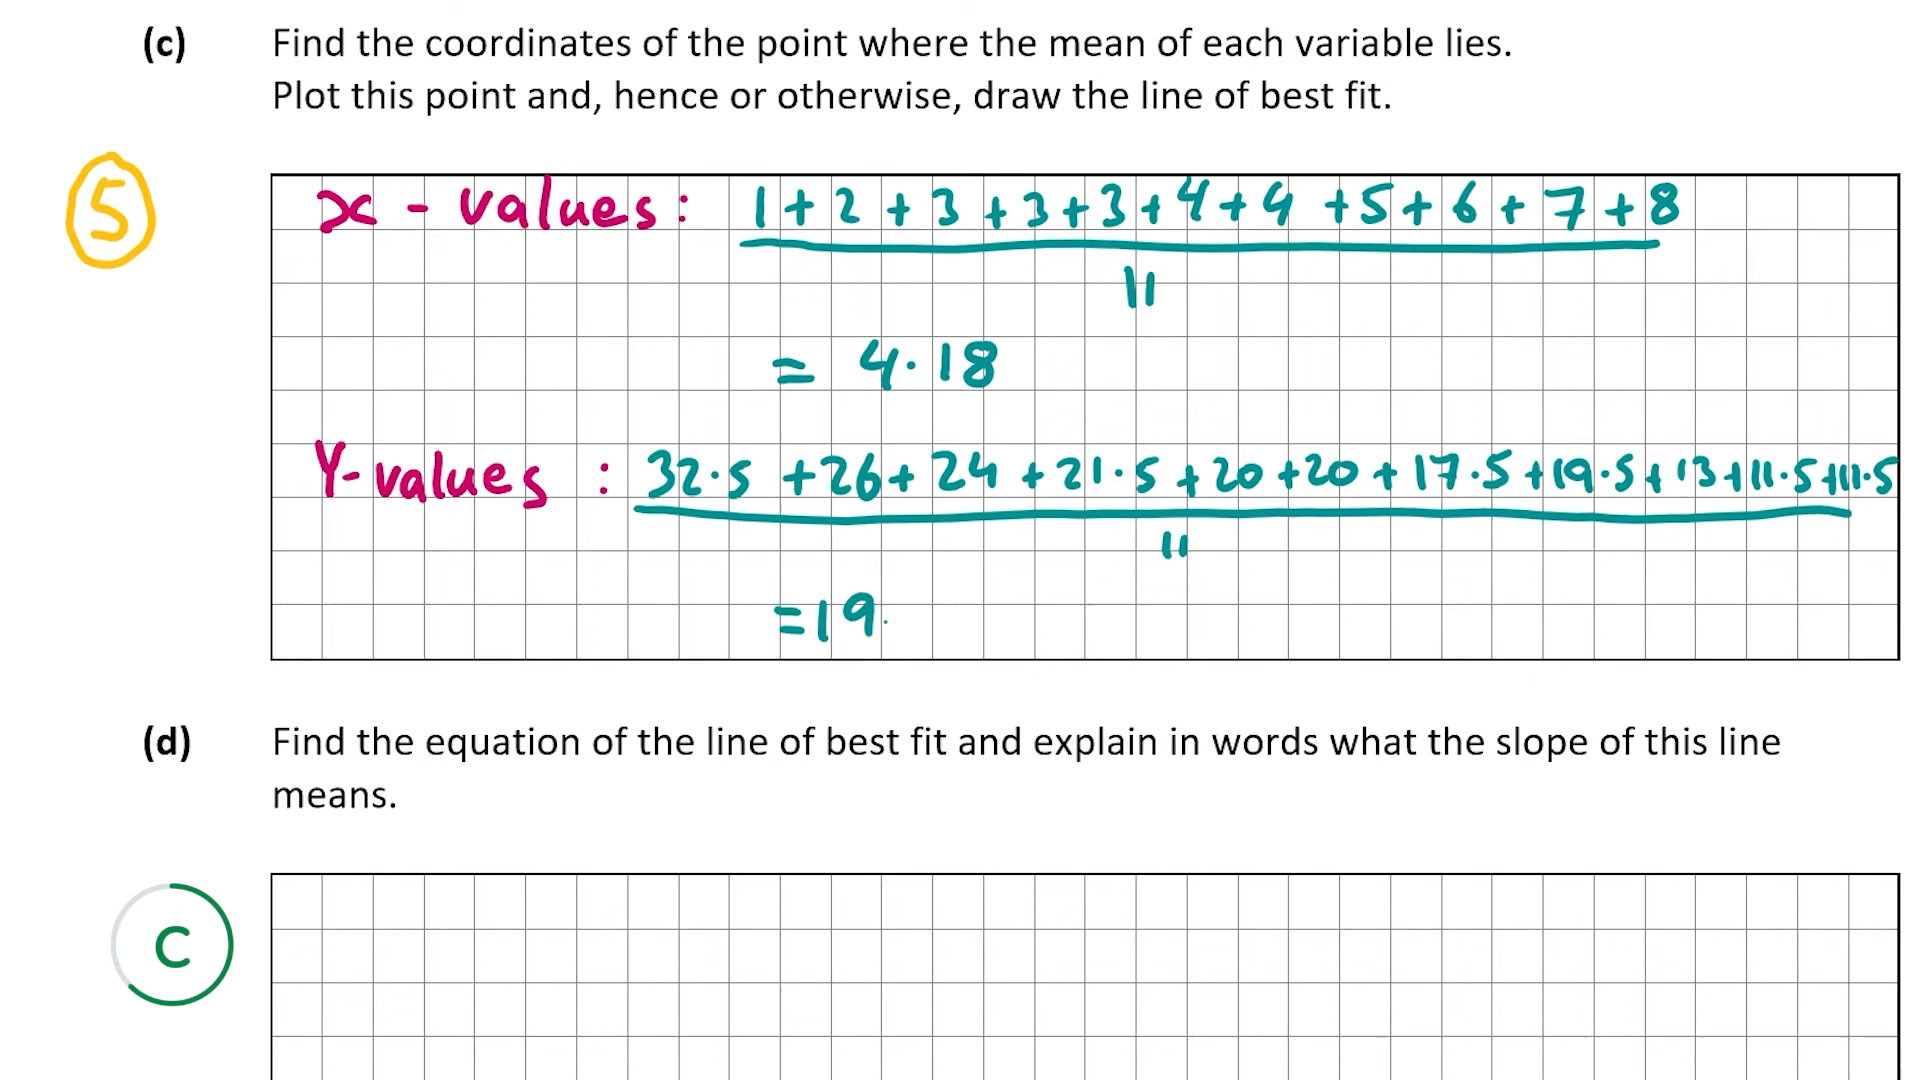 (c) Find the coordinates of the point where the mean of each variable lies.
Plot this point and, hence or otherwise, draw the line of best fit.
5
x - values: 1+2+3+3+3+4+4+5+6+7+8
11
= 4.18
Y-values : 32.5+26+24+21.5+20+20+17.5+19.5+13+11.5+11.5
11
=19.
(d) Find the equation of the line of best fit and explain in words what the slope of this line
means.
C